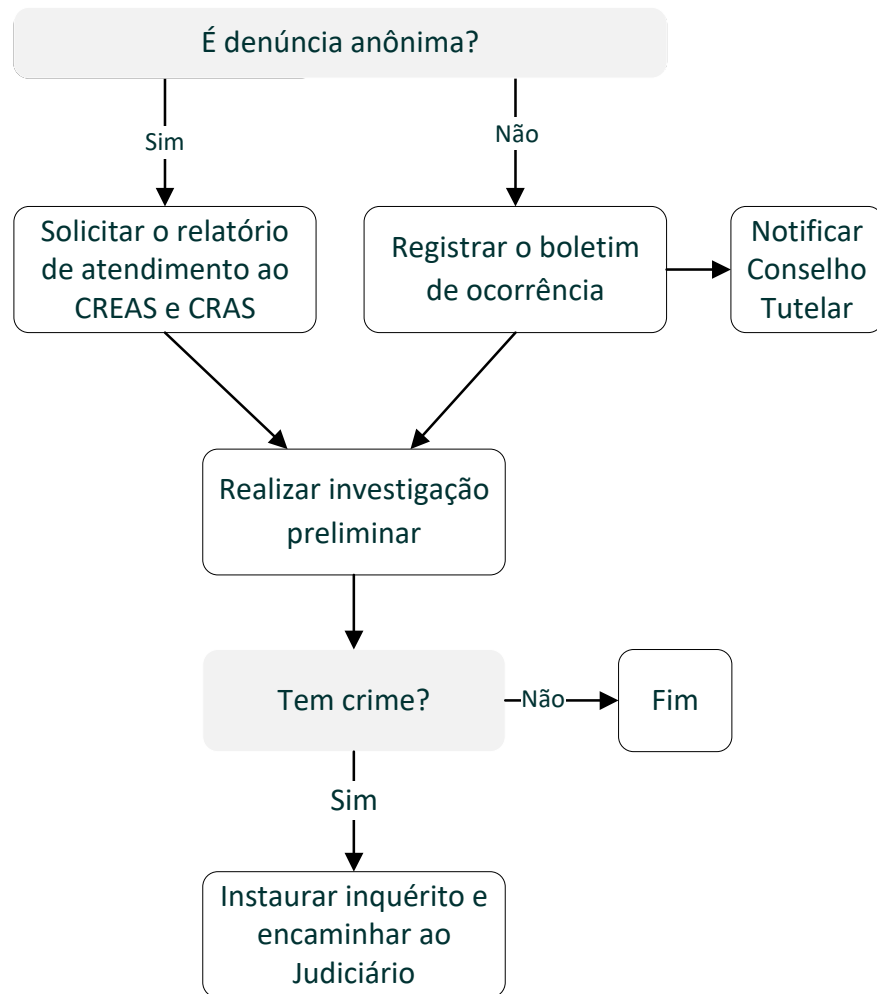 É denúncia anônima?
Sim
Não
Solicitar o relatório
de atendimento ao
CREAS e CRAS
Registrar o boletim
de ocorrência
Notificar
Conselho
Tutelar
Realizar investigação
preliminar
Tem crime?
Não
Fim
Sim
Instaurar inquérito e
encaminhar ao
Judiciário